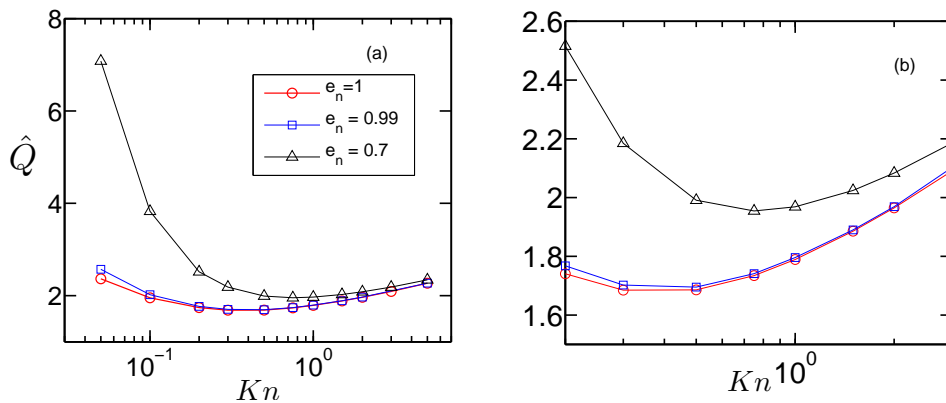 8
6
4
2
Q̂
(a)
e_n=1
e_n = 0.99
e_n = 0.7
10^-1
10^0
Kn
2.6
2.4
2.2
2
1.8
1.6
(b)
Kn
10^0